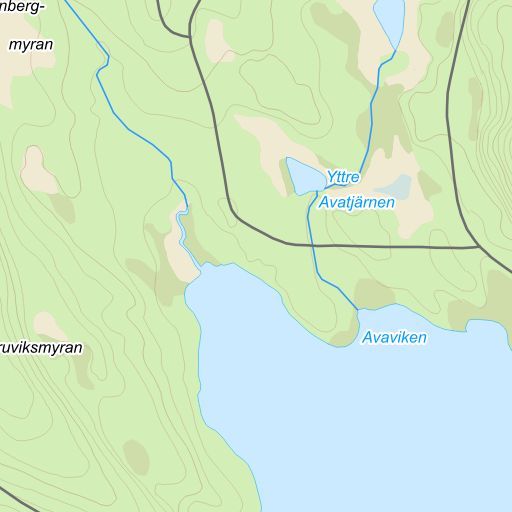 nberg-
myran
Yttre
Avatjärnen
Avaviken
ruviksmyran